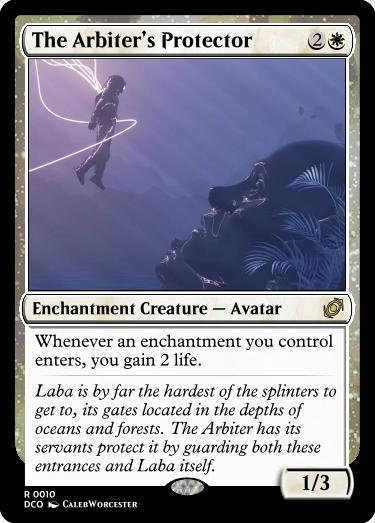 The Arbiter's Protector 2
Enchantment Creature — Avatar
Whenever an enchantment you control
enters, you gain 2 life.
Laba is by far the hardest of the splinters to
get to, its gates located in the depths of
oceans and forests. The Arbiter has its
servants protect it by guarding both these
entrances and Laba itself.
1/3
R 0010
DCO CalebWorcester